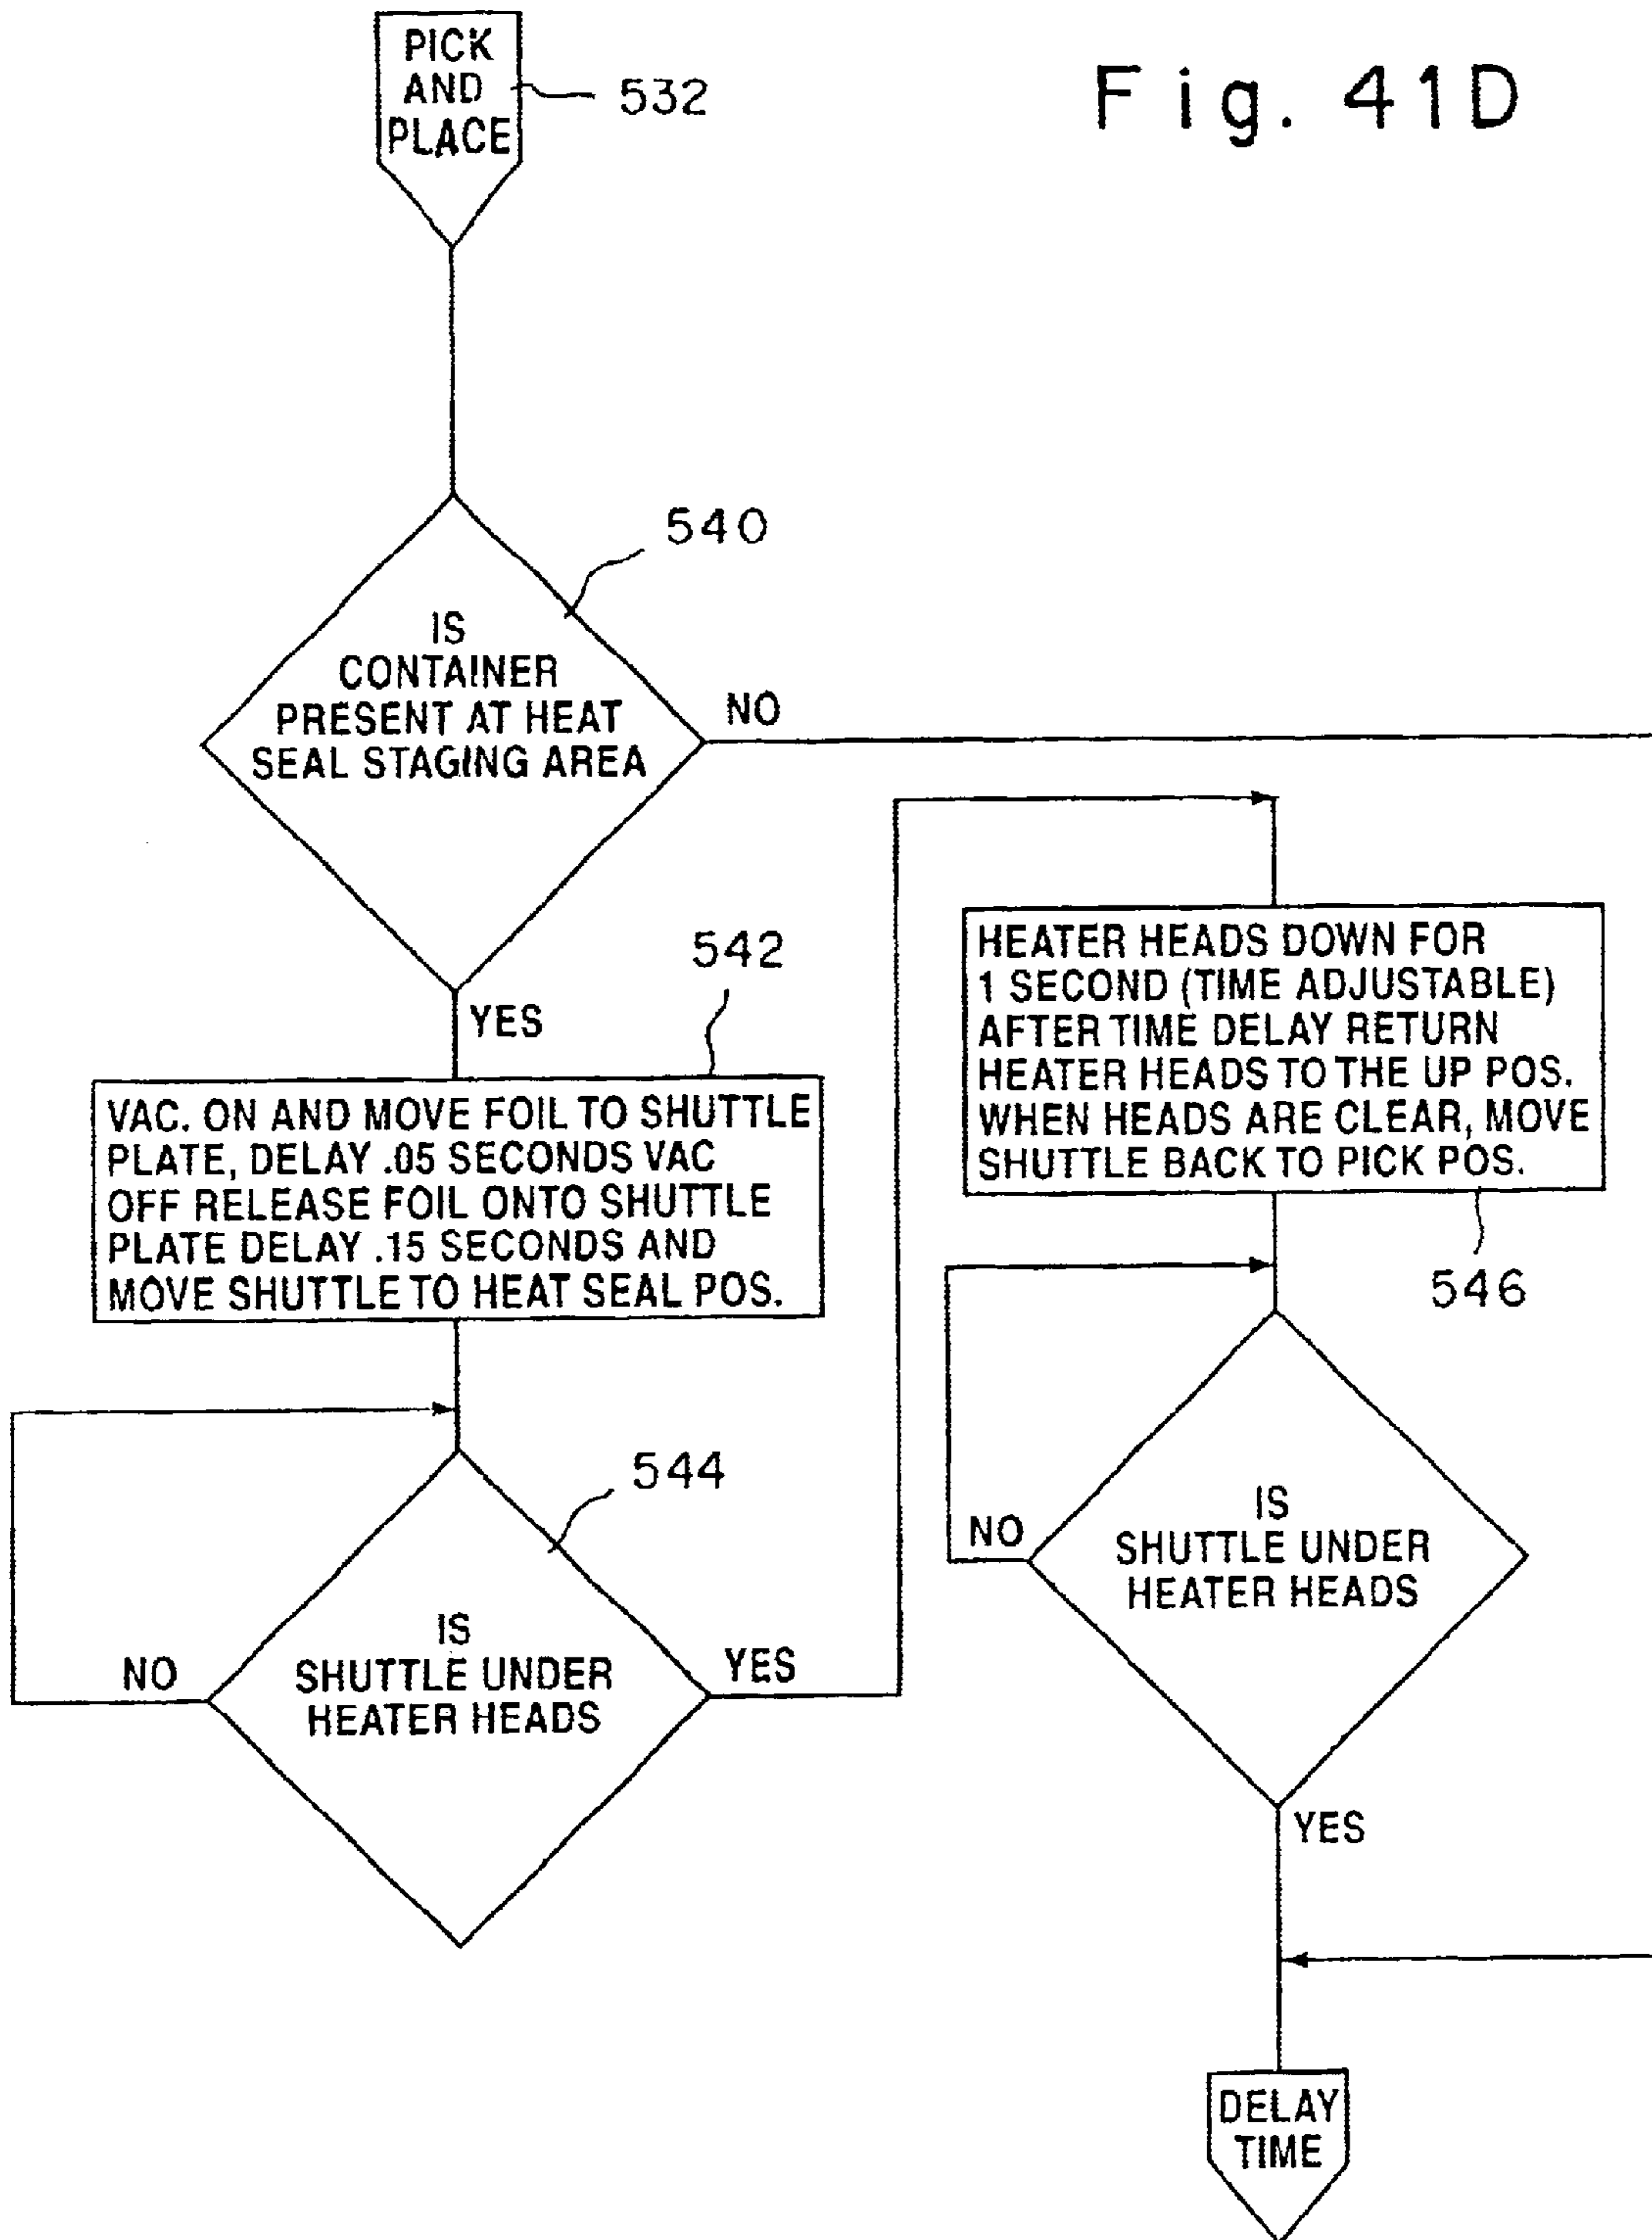 Fig. 41D
PICK
AND
PLACE
532
540
IS
CONTAINER
PRESENT AT HEAT
SEAL STAGING AREA
NO
YES
542
VAC. ON AND MOVE FOIL TO SHUTTLE
PLATE, DELAY .05 SECONDS VAC
OFF RELEASE FOIL ONTO SHUTTLE
PLATE DELAY .15 SECONDS AND
MOVE SHUTTLE TO HEAT SEAL POS.
544
IS
SHUTTLE UNDER
HEATER HEADS
NO
YES
HEATER HEADS DOWN FOR
1 SECOND (TIME ADJUSTABLE)
AFTER TIME DELAY RETURN
HEATER HEADS TO THE UP POS.
WHEN HEADS ARE CLEAR, MOVE
SHUTTLE BACK TO PICK POS.
546
IS
SHUTTLE UNDER
HEATER HEADS
NO
YES
DELAY
TIME